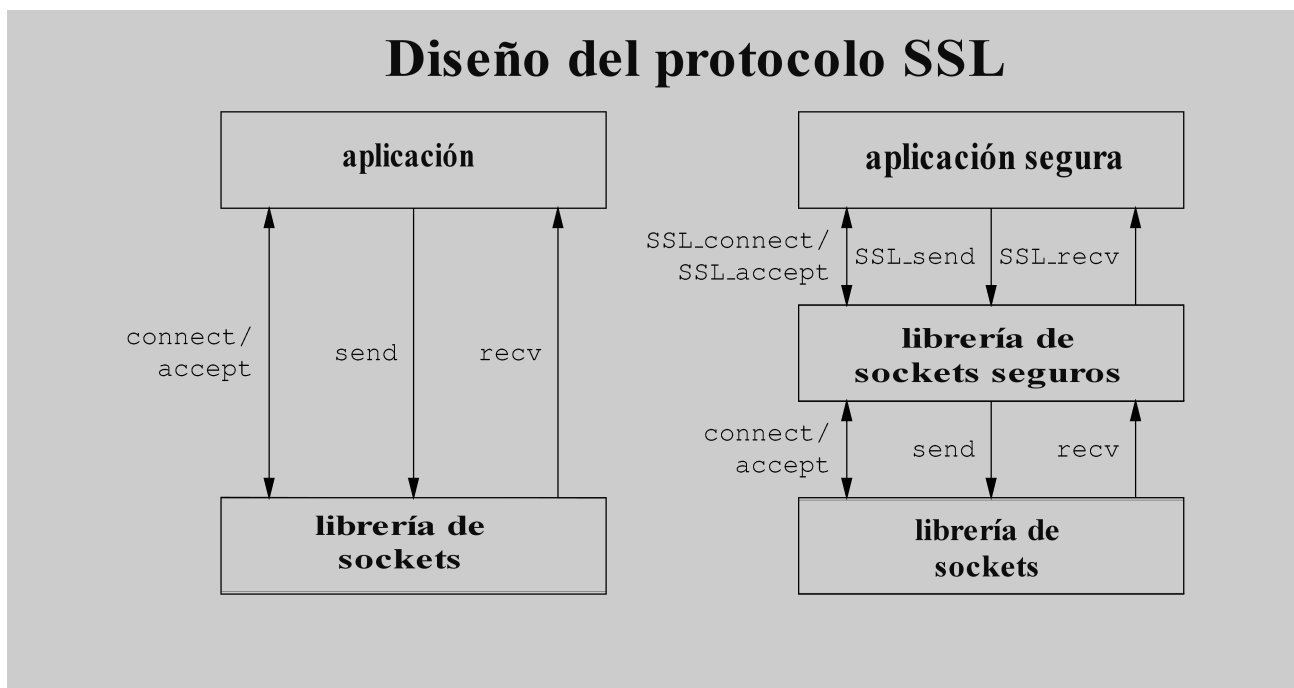 Diseño del protocolo SSL
aplicación
connect/
accept
send
recv
librería de
sockets
aplicación segura
SSL_connect/
SSL_accept
SSL_send
SSL_recv
librería de
sockets seguros
connect/
accept
send
recv
librería de
sockets